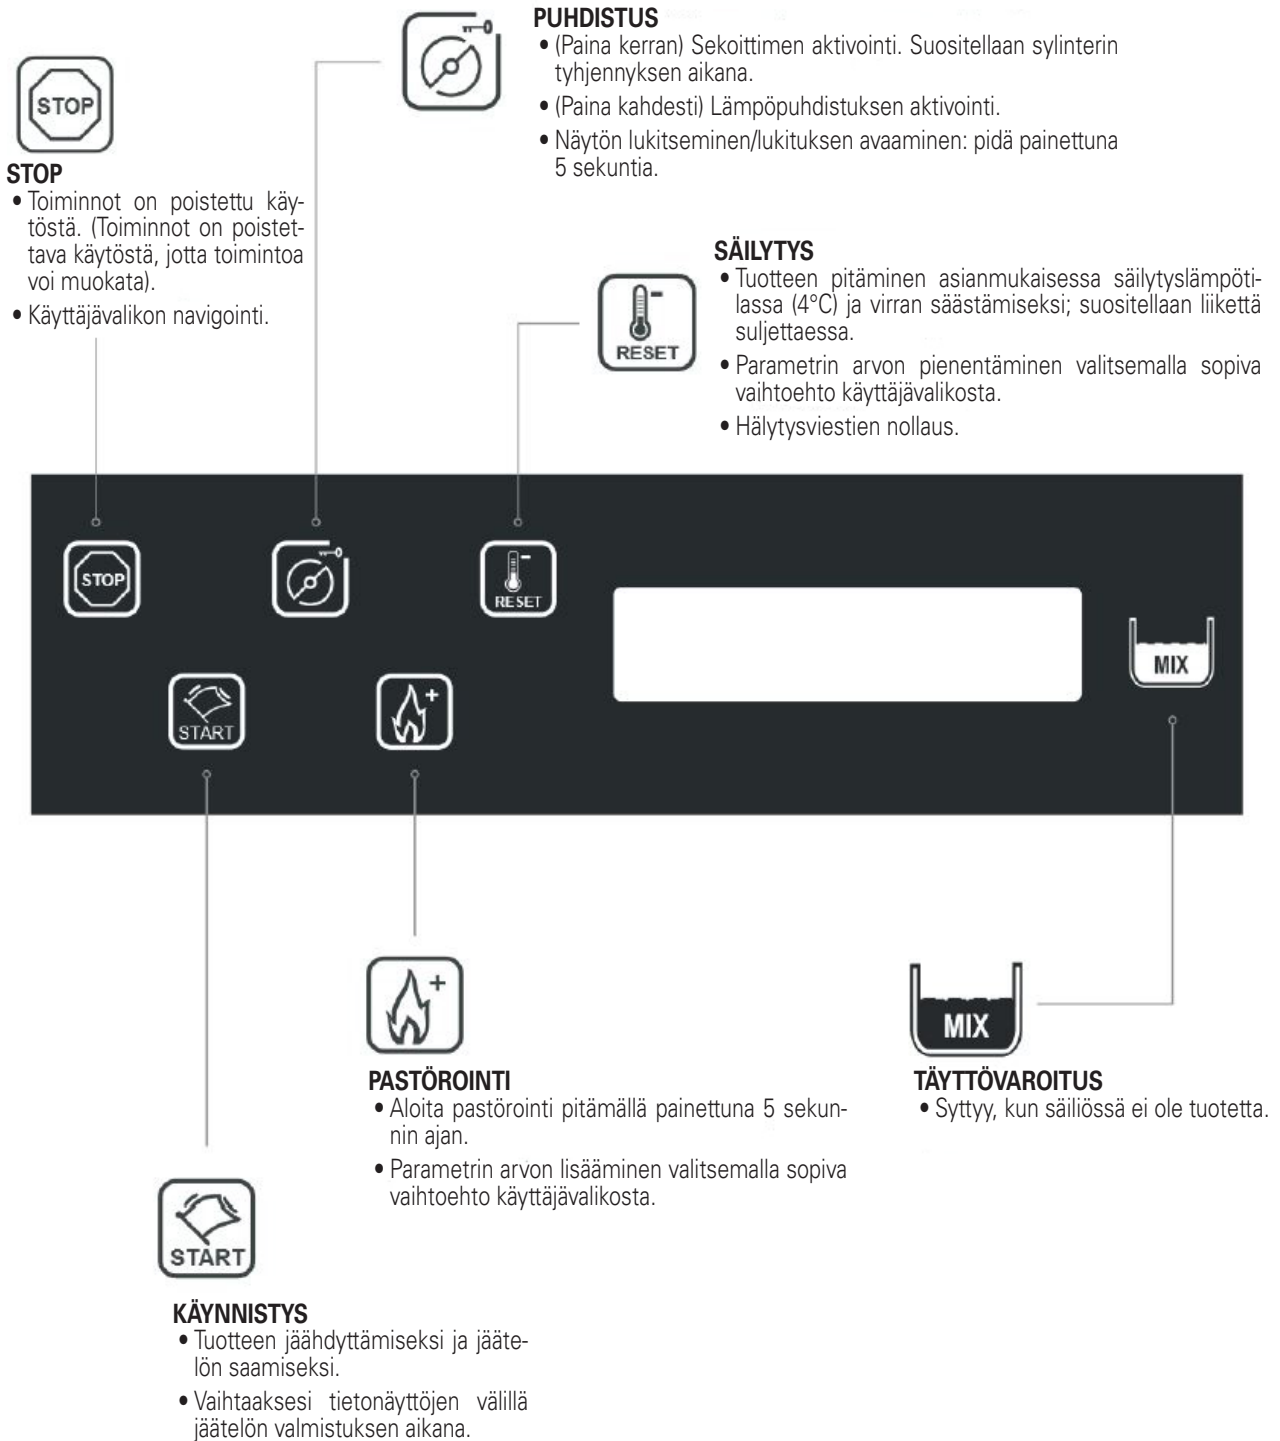 PUHDISTUS
• (Paina kerran) Sekoittimen aktivointi. Suositellaan sylinterin
tyhjennyksen aikana.
• (Paina kahdesti) Lämpöpuhdistuksen aktivointi.
• Näytön lukitseminen/lukituksen avaaminen: pidä painettuna
5 sekuntia.
STOP
STOP
• Toiminnot on poistettu käy-
töstä. (Toiminnot on poistet-
tava käytöstä, jotta toimintoa
voi muokata).
• Käyttäjävalikon navigointi.
RESET
SÄILYTYS
• Tuotteen pitäminen asianmukaisessa säilytyslämpöti-
lassa (4°C) ja virran säästämiseksi; suositellaan liikettä
suljettaessa.
• Parametrin arvon pienentäminen valitsemalla sopiva
vaihtoehto käyttäjävalikosta.
• Hälytysviestien nollaus.
STOP
RESET
MIX
START
+
+
MIX
PASTÖROINTI
• Aloita pastörointi pitämällä painettuna 5 sekun-
nin ajan.
• Parametrin arvon lisääminen valitsemalla sopiva
vaihtoehto käyttäjävalikosta.
TÄYTTÖVAROITUS
• Syttyy, kun säiliössä ei ole tuotetta.
START
KÄYNNISTYS
• Tuotteen jäähdyttämiseksi ja jääte-
lön saamiseksi.
• Vaihtaaksesi tietonäyttöjen välillä
jäätelön valmistuksen aikana.